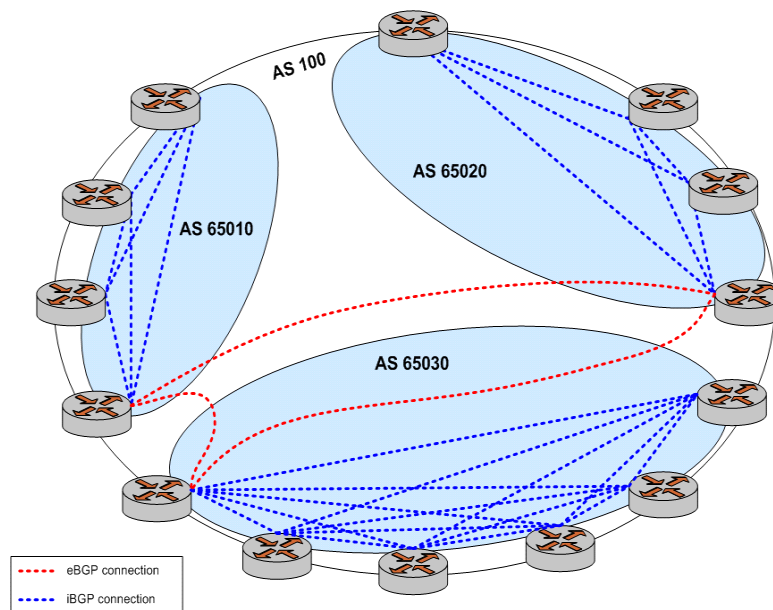 AS 100
AS 65020
AS 65010
AS 65030
eBGP connection
iBGP connection